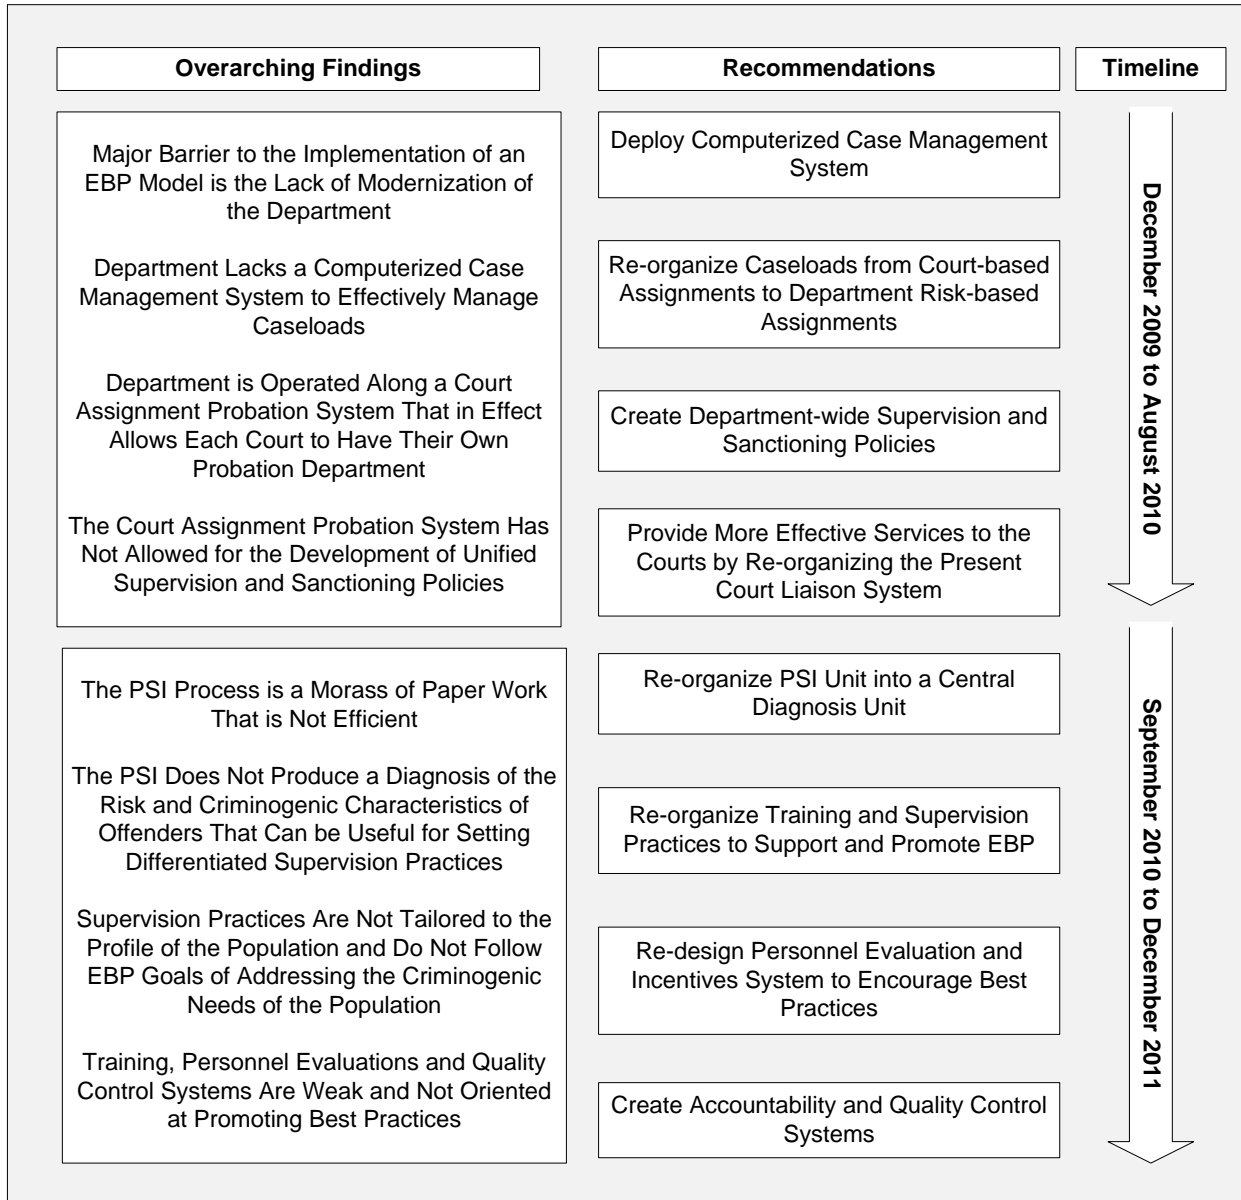 Overarching Findings
Recommendations
Timeline
Major Barrier to the Implementation of an
EBP Model is the Lack of Modernization of
the Department
Department Lacks a Computerized Case
Management System to Effectively Manage
Caseloads
Department is Operated Along a Court
Assignment Probation System That in Effect
Allows Each Court to Have Their Own
Probation Department
The Court Assignment Probation System Has
Not Allowed for the Development of Unified
Supervision and Sanctioning Policies
Deploy Computerized Case Management
System
Re-organize Caseloads from Court-based
Assignments to Department Risk-based
Assignments
Create Department-wide Supervision and
Sanctioning Policies
Provide More Effective Services to the
Courts by Re-organizing the Present
Court Liaison System
December 2009 to August 2010
The PSI Process is a Morass of Paper Work
That is Not Efficient
The PSI Does Not Produce a Diagnosis of the
Risk and Criminogenic Characteristics of
Offenders That Can be Useful for Setting
Differentiated Supervision Practices
Supervision Practices Are Not Tailored to the
Profile of the Population and Do Not Follow
EBP Goals of Addressing the Criminogenic
Needs of the Population
Training, Personnel Evaluations and Quality
Control Systems Are Weak and Not Oriented
at Promoting Best Practices
Re-organize PSI Unit into a Central
Diagnosis Unit
Re-organize Training and Supervision
Practices to Support and Promote EBP
Re-design Personnel Evaluation and
Incentives System to Encourage Best
Practices
Create Accountability and Quality Control
Systems
September 2010 to December 2011